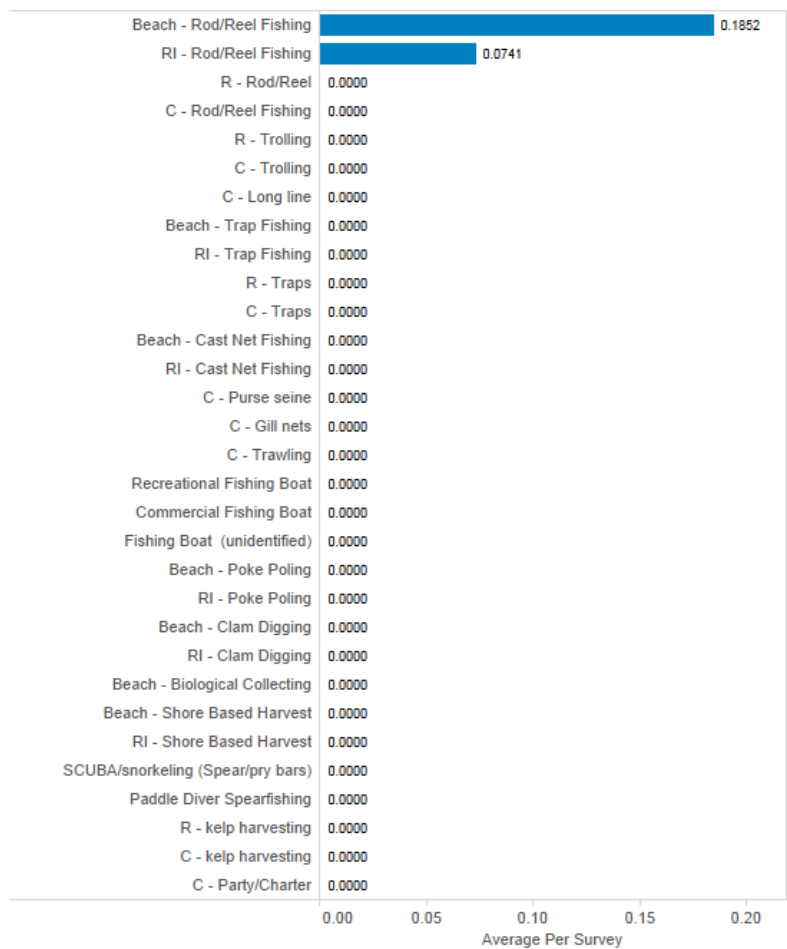 Beach - Rod/Reel Fishing 0.1852
RI - Rod/Reel Fishing 0.0741
R - Rod/Reel 0.0000
C - Rod/Reel Fishing 0.0000
R - Trolling 0.0000
C - Trolling 0.0000
C - Long line 0.0000
Beach - Trap Fishing 0.0000
RI - Trap Fishing 0.0000
R - Traps 0.0000
C - Traps 0.0000
Beach - Cast Net Fishing 0.0000
RI - Cast Net Fishing 0.0000
C - Purse seine 0.0000
C - Gill nets 0.0000
C - Trawling 0.0000
Recreational Fishing Boat 0.0000
Commercial Fishing Boat 0.0000
Fishing Boat (unidentified) 0.0000
Beach - Poke Poling 0.0000
RI - Poke Poling 0.0000
Beach - Clam Digging 0.0000
RI - Clam Digging 0.0000
Beach - Biological Collecting 0.0000
Beach - Shore Based Harvest 0.0000
RI - Shore Based Harvest 0.0000
SCUBA/snorkeling (Spear/pry bars) 0.0000
Paddle Diver Spearfishing 0.0000
R - kelp harvesting 0.0000
C - kelp harvesting 0.0000
C - Party/Charter 0.0000
0.00 0.05 0.10 0.15 0.20
Average Per Survey